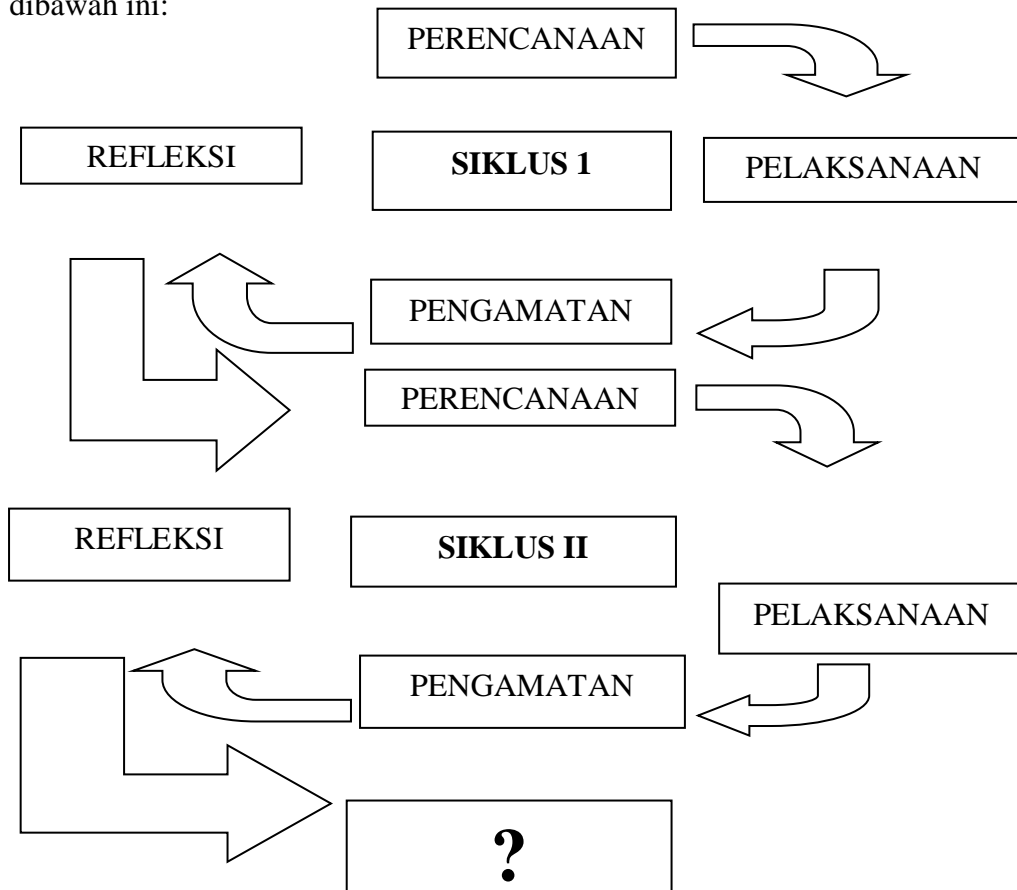 dibawah ini:
PERENCANAAN
REFLEKSI
SIKLUS 1
PELAKSANAAN
PENGAMATAN
PERENCANAAN
REFLEKSI
SIKLUS II
PELAKSANAAN
PENGAMATAN
?